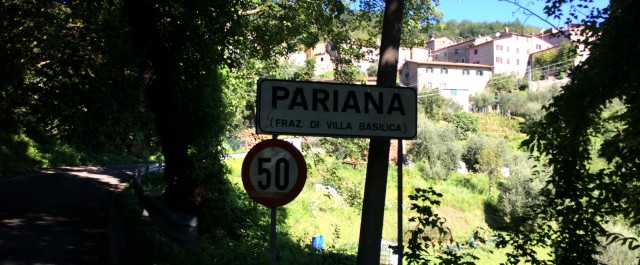 PARIANA
(FRAZ. DI VILLA BASILICA)
50